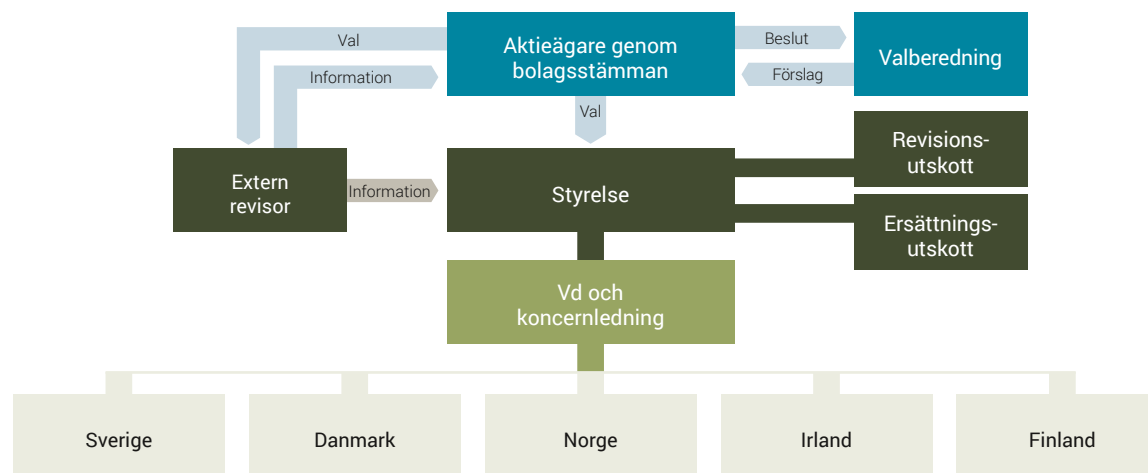 Val
Aktieägare genom
bolagsstämman
Beslut
Valberedning
Information
Förslag
Val
Revisions-
utskott
Extern
revisor
Information
Styrelse
Ersättnings-
utskott
Vd och
koncernledning
Sverige
Danmark
Norge
Irland
Finland